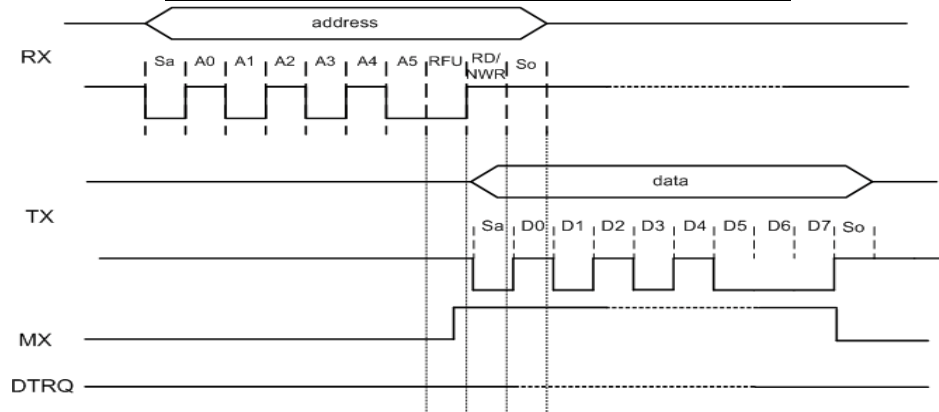 address
RX
Sa A0 A1 A2 A3 A4 A5 RFU RD/ So
NWR
data
TX
Sa D0 D1 D2 D3 D4 D5 D6 D7 So
MX
DTRQ